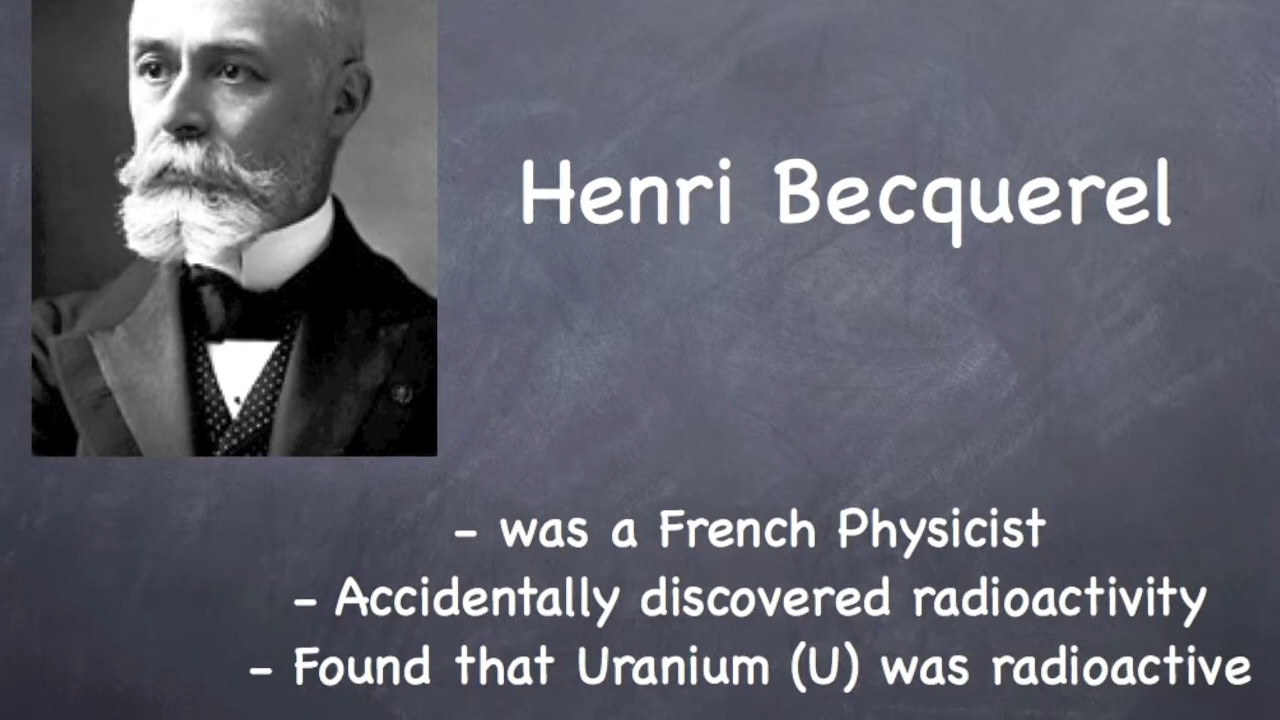 Henri Becquerel
- was a French Physicist
- Accidentally discovered radioactivity
- Found that Uranium (U) was radioactive